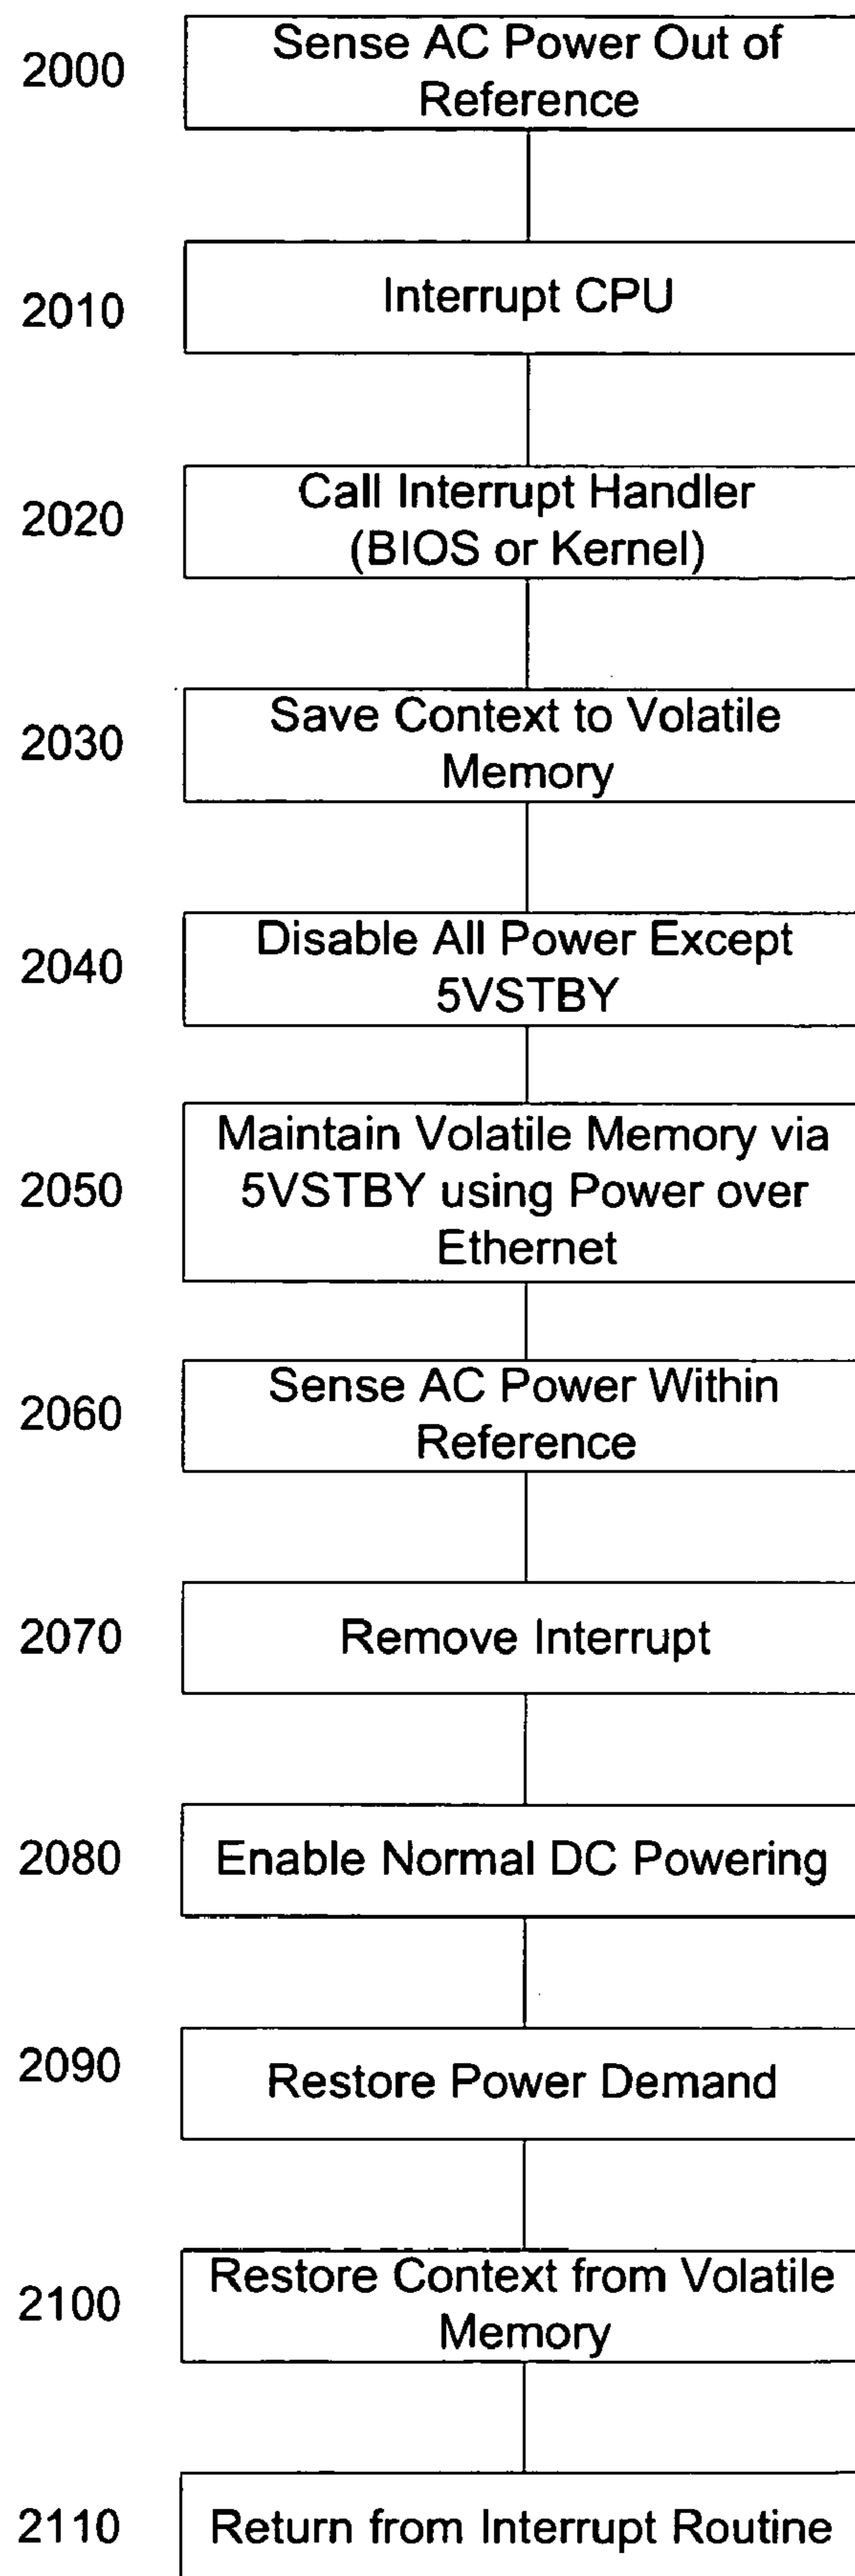 2000
Sense AC Power Out of
Reference
2010
Interrupt CPU
2020
Call Interrupt Handler
(BIOS or Kernel)
2030
Save Context to Volatile
Memory
2040
Disable All Power Except
5VSTBY
2050
Maintain Volatile Memory via
5VSTBY using Power over
Ethernet
2060
Sense AC Power Within
Reference
2070
Remove Interrupt
2080
Enable Normal DC Powering
2090
Restore Power Demand
2100
Restore Context from Volatile
Memory
2110
Return from Interrupt Routine